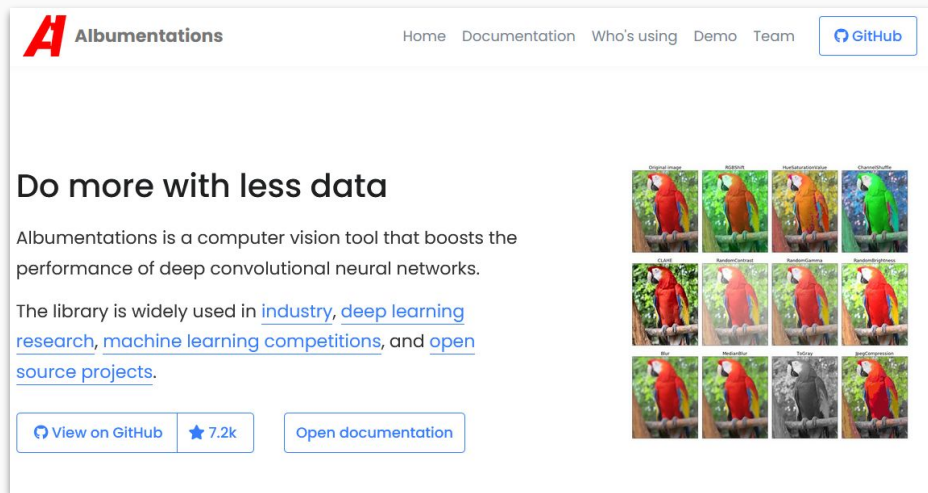 Albumentations
Home Documentation Who's using Demo Team GitHub
Do more with less data
Albumentations is a computer vision tool that boosts the
performance of deep convolutional neural networks.
The library is widely used in industry, deep learning
research, machine learning competitions, and open
source projects.
View on GitHub 7.2k Open documentation
Original image RGBShift HueSaturationValue ChannelShuffle
CLAHE RandomContrast RandomGamma RandomBrightness
Blur MedianBlur ToGray JpegCompression